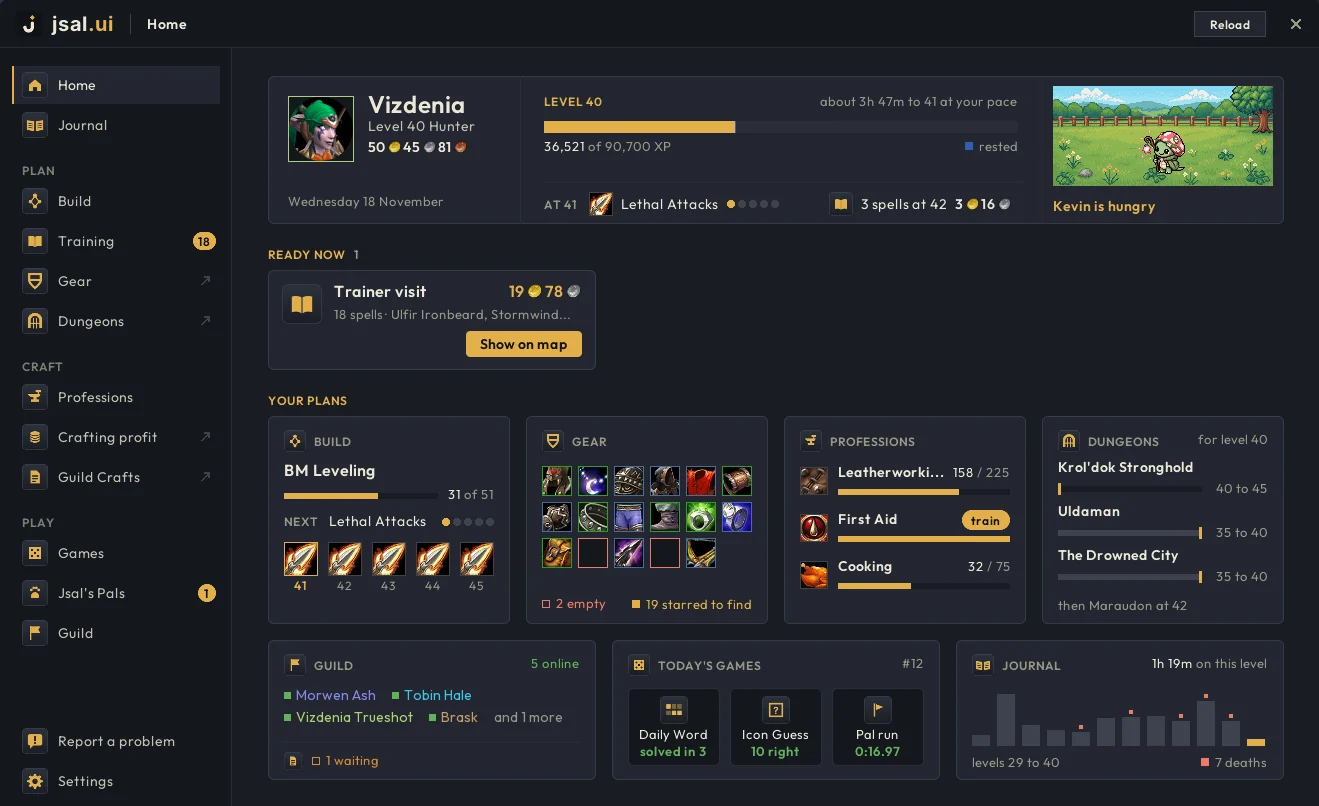 jsal.ui Home Reload
Home
Journal
PLAN
Build
Training 18
Gear
Dungeons
CRAFT
Professions
Crafting profit
Guild Crafts
PLAY
Games
Jsal's Pals 1
Guild
Report a problem
Settings
Vizdenia
Level 40 Hunter
50 45 81
Wednesday 18 November
LEVEL 40 about 3h 47m to 41 at your pace
36,521 of 90,700 XP rested
AT 41 Lethal Attacks 3 spells at 42 3 16
Kevin is hungry
READY NOW 1
Trainer visit 19 78
18 spells · Ulfir Ironbeard, Stormwind...
Show on map
YOUR PLANS
BUILD
BM Leveling
31 of 51
NEXT Lethal Attacks
41 42 43 44 45
GEAR
2 empty 19 starred to find
PROFESSIONS
Leatherworki... 158 / 225
First Aid train
Cooking 32 / 75
DUNGEONS for level 40
Krol'dok Stronghold
40 to 45
Uldaman
35 to 40
The Drowned City
35 to 40
then Maraudon at 42
GUILD 5 online
Morwen Ash Tobin Hale
Vizdenia Trueshot Brask and 1 more
1 waiting
TODAY'S GAMES #12
Daily Word
solved in 3
Icon Guess
10 right
Pal run
0:16.97
JOURNAL 1h 19m on this level
levels 29 to 40 7 deaths